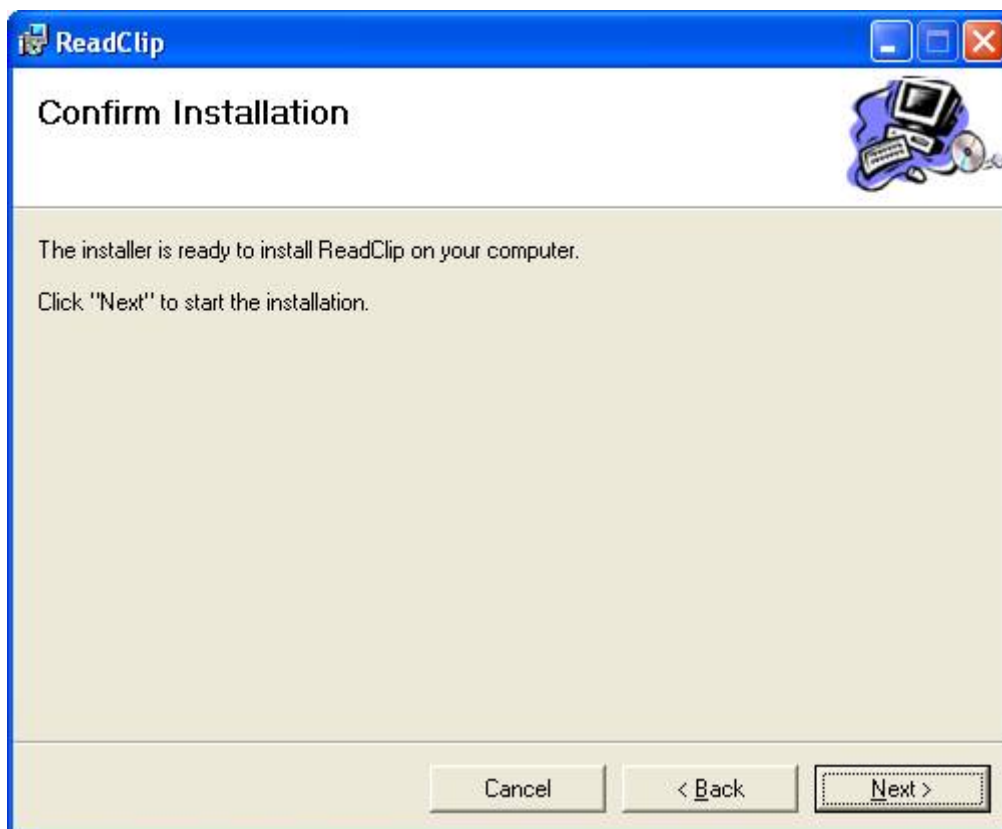 ReadClip
Confirm Installation
The installer is ready to install ReadClip on your computer.
Click "Next" to start the installation.
Cancel
< Back
Next >